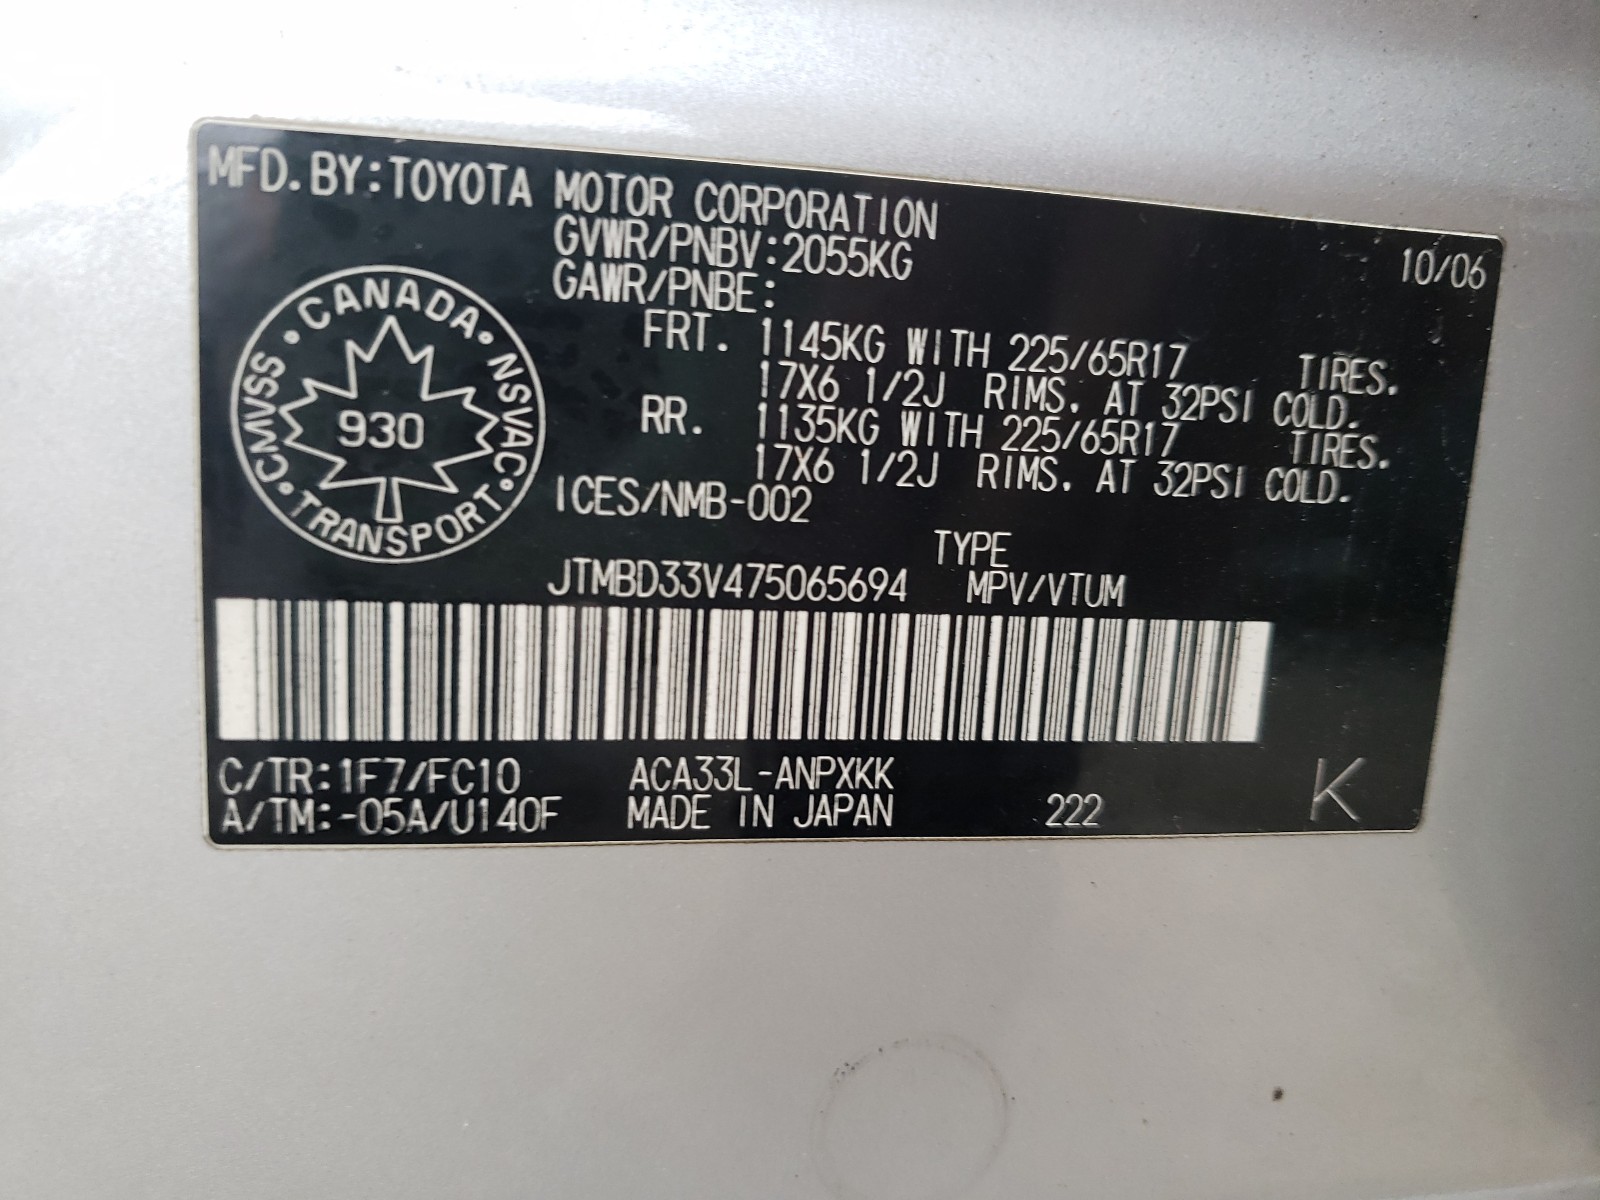 MFD. BY: TOYOTA MOTOR CORPORATION
10/06
GVWR/PNBV: 2055KG
GAWR/PNBE:
FRT. 1145KG WITH 225/65R17 TIRES.
17X6 1/2J RIMS. AT 32PSI COLD.
RR. 1135KG WITH 225/65R17 TIRES.
17X6 1/2J RIMS. AT 32PSI COLD.
ICES/NMB-002
CANADA • NSVAC • TRANSPORT • CMVSS •
930
TYPE
JTMBD33V475065694 MPV/VTUM
C/TR: 1F7/FC10 ACA33L-ANPXKK
A/TM: -05A/U140F MADE IN JAPAN 222 K